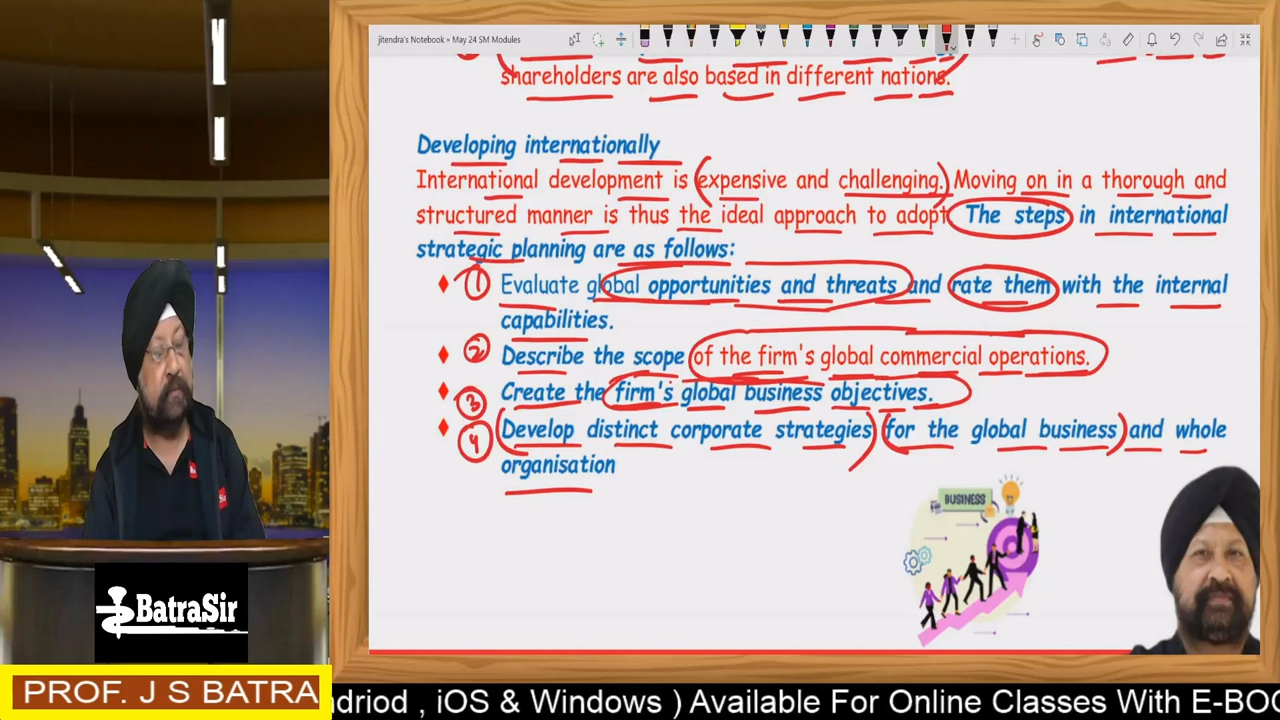 jitendra's Notebook » May 24 SM Modules
shareholders are also based in different nations.
Developing internationally
International development is expensive and challenging. Moving on in a thorough and
structured manner is thus the ideal approach to adopt The steps in international
strategic planning are as follows:
1 Evaluate global opportunities and threats and rate them with the internal
capabilities.
2 Describe the scope of the firm's global commercial operations.
3 Create the firm's global business objectives.
4 Develop distinct corporate strategies for the global business and whole
organisation
BUSINESS
BatraSir
PROF. J S BATRA
ndriod , iOS & Windows ) Available For Online Classes With E-BOO